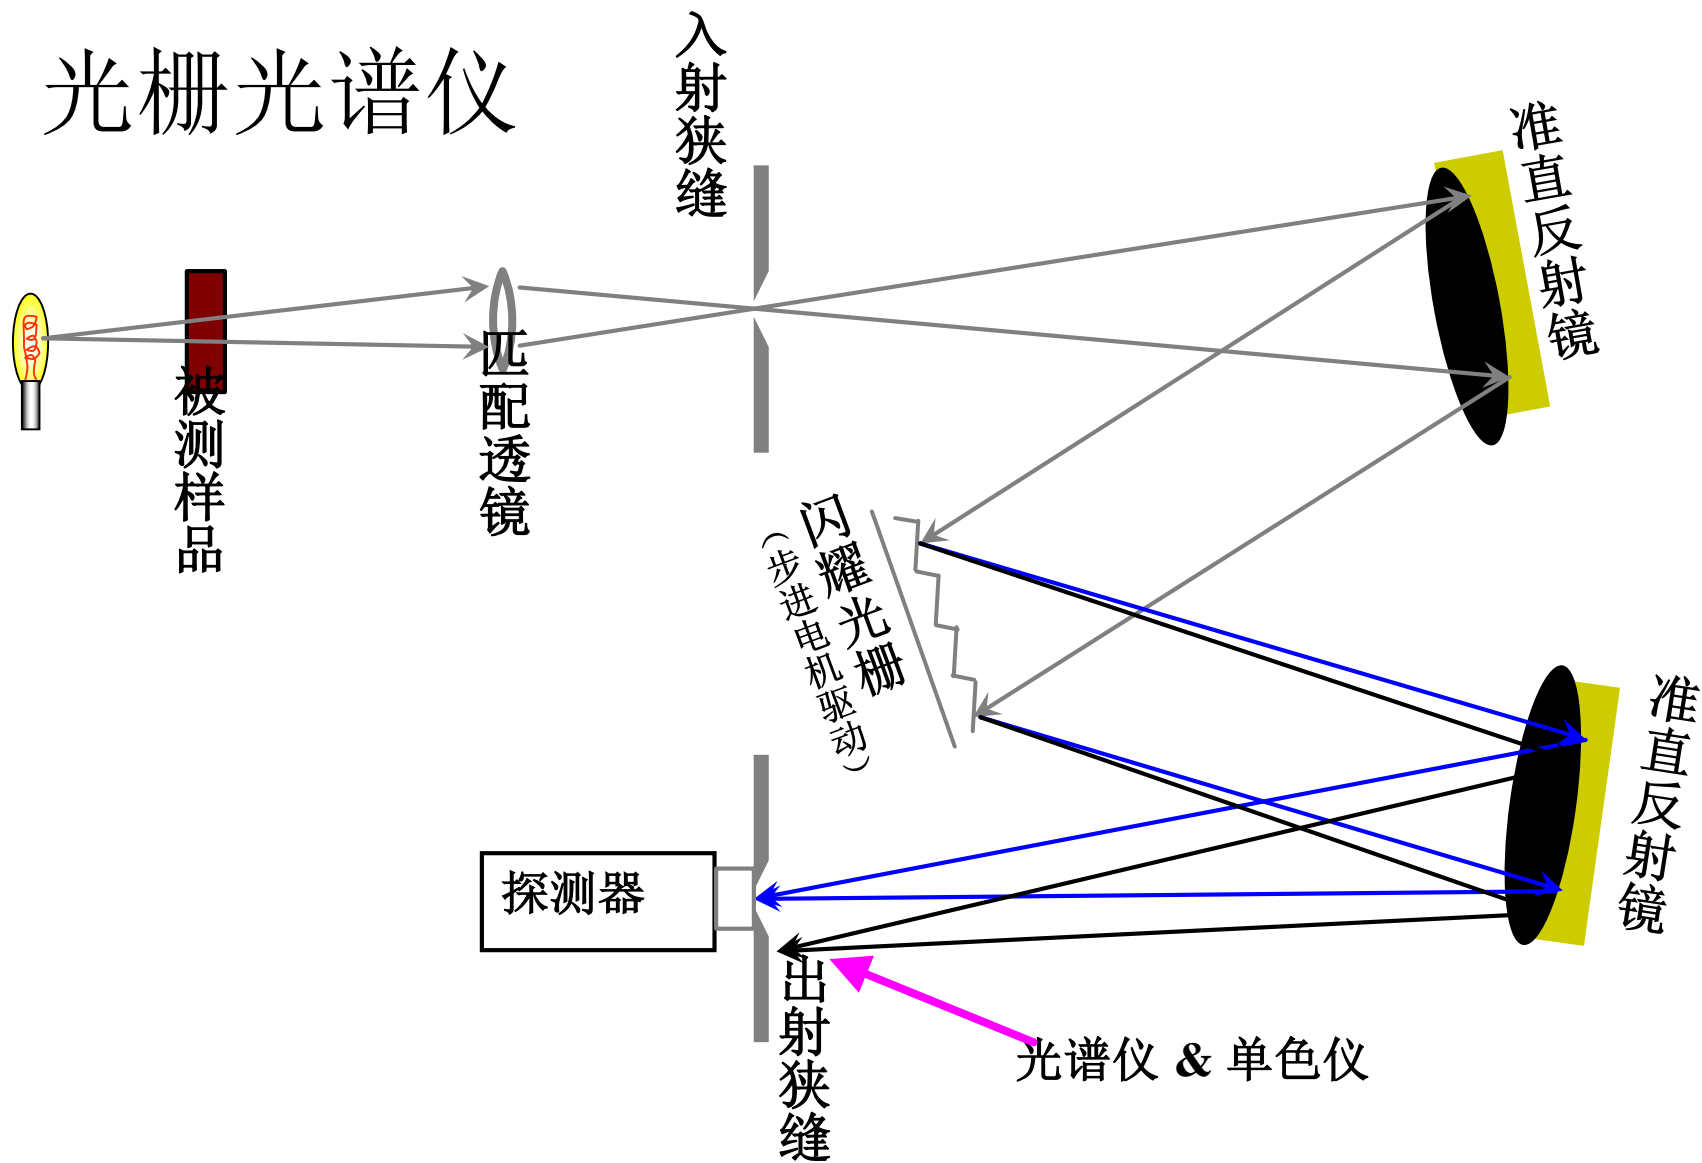 光栅光谱仪
入射狭缝
准直反射镜
被测样品
匹配透镜
闪耀光栅
（步进电机驱动）
准直反射镜
探测器
出射狭缝
光谱仪 & 单色仪